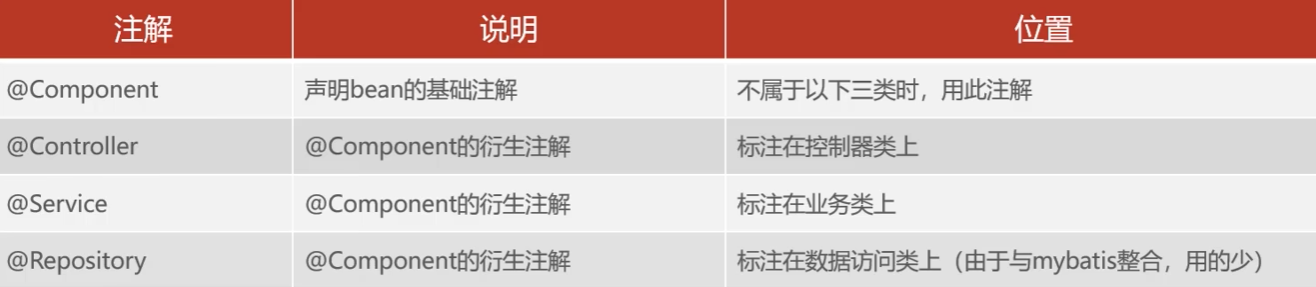 注解 说明 位置
@Component 声明bean的基础注解 不属于以下三类时，用此注解
@Controller @Component的衍生注解 标注在控制器类上
@Service @Component的衍生注解 标注在业务类上
@Repository @Component的衍生注解 标注在数据访问类上（由于与mybatis整合，用的少）